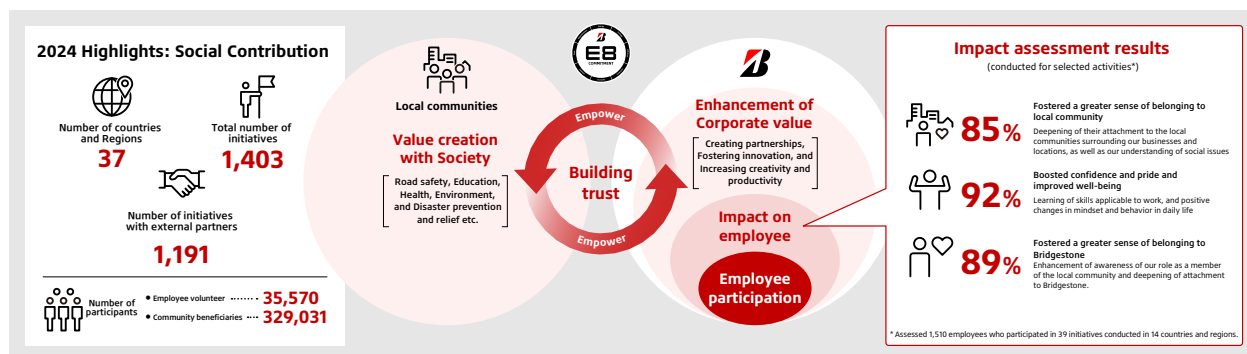 2024 Highlights: Social Contribution
Number of countries
and Regions
37
Total number of
initiatives
1,403
Number of initiatives
with external partners
1,191
Number of
participants
• Employee volunteer ······· 35,570
• Community beneficiaries ···· 329,031
Local communities
Value creation
with Society
Road safety, Education,
Health, Environment,
and Disaster prevention
and relief etc.
E8
COMMITMENT
Empower
Building
trust
Empower
Enhancement of
Corporate value
Creating partnerships,
Fostering innovation, and
Increasing creativity and
productivity
Impact on
employee
Employee
participation
Impact assessment results
(conducted for selected activities*)
85%
Fostered a greater sense of belonging to
local community
Deepening of their attachment to the local
communities surrounding our businesses and
locations, as well as our understanding of social issues
92%
Boosted confidence and pride and
improved well-being
Learning of skills applicable to work, and positive
changes in mindset and behavior in daily life
89%
Fostered a greater sense of belonging to
Bridgestone
Enhancement of awareness of our role as a member
of the local community and deepening of attachment
to Bridgestone.
* Assessed 1,510 employees who participated in 39 initiatives conducted in 14 countries and regions.